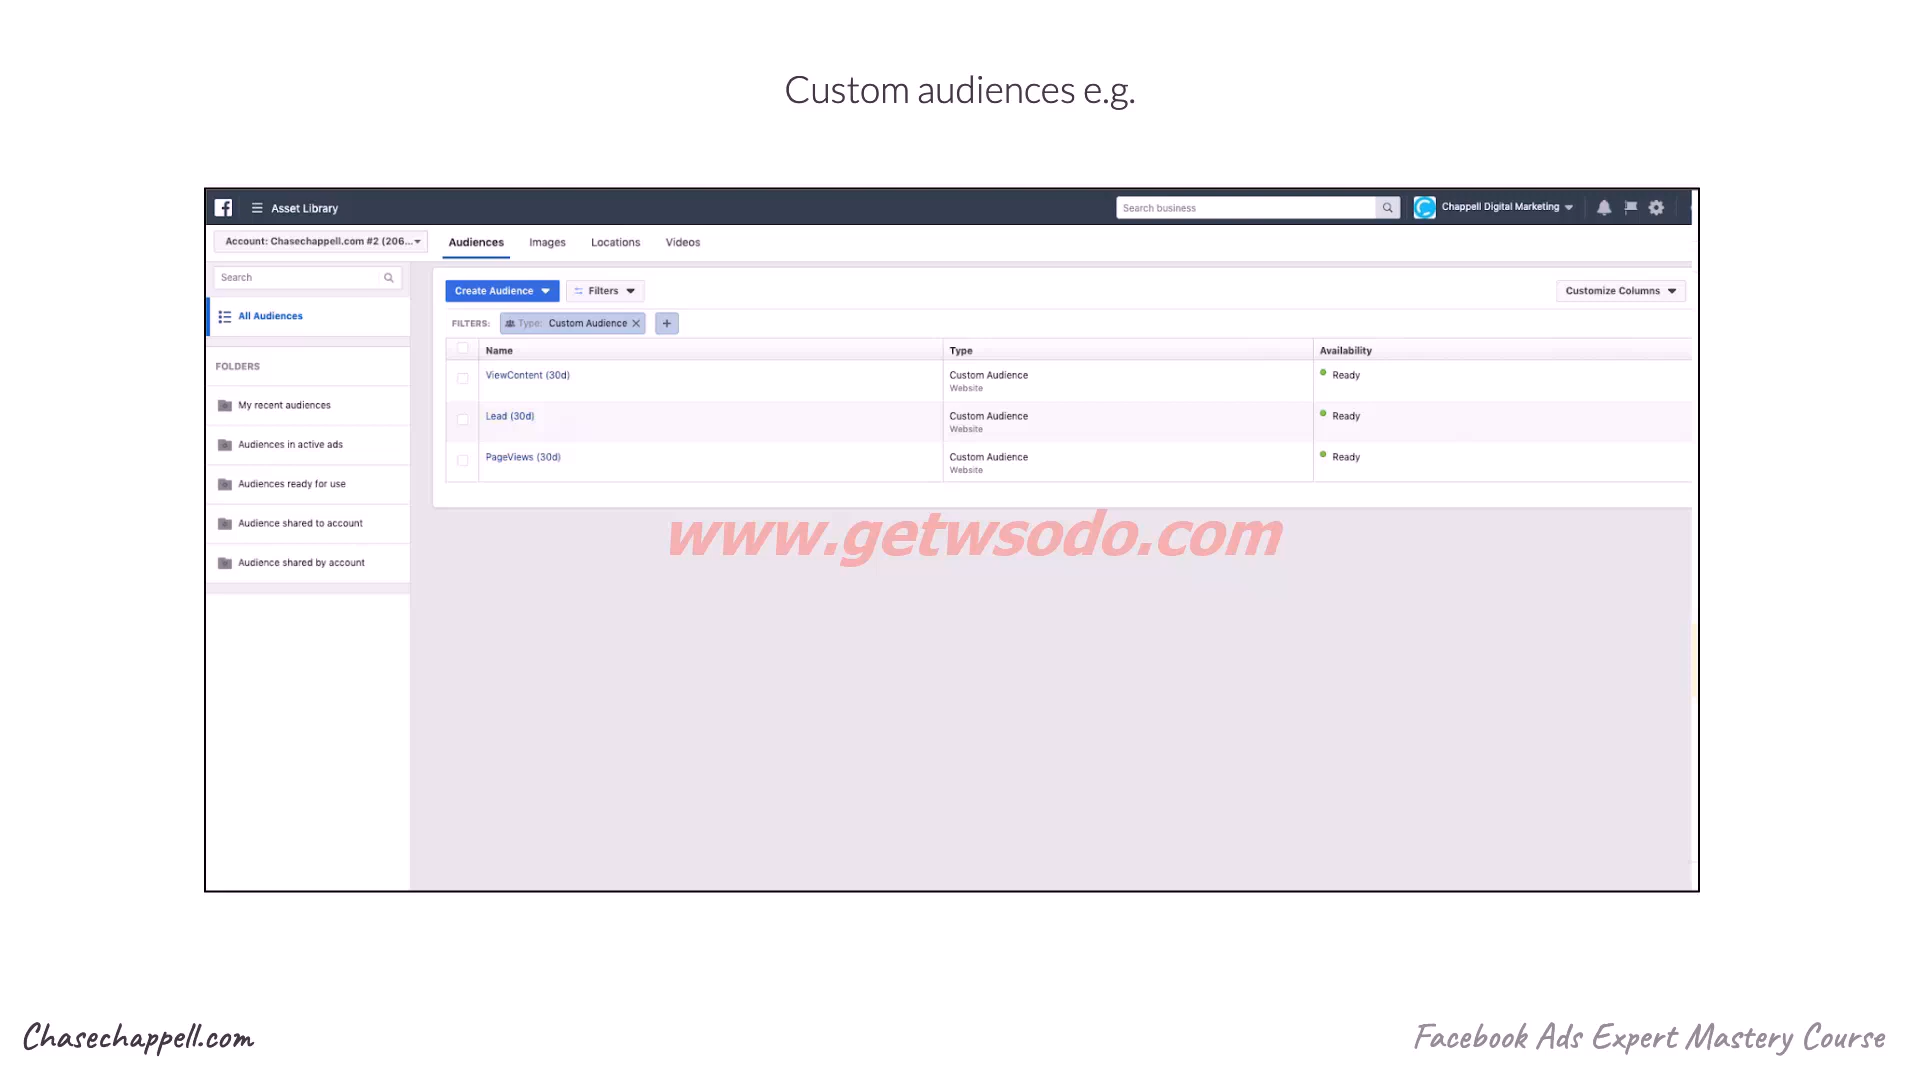 Custom audiences e.g.
Asset Library
Search business
Chappell Digital Marketing
Account: Chasechappell.com #2 (206...
Audiences
Images
Locations
Videos
Search
All Audiences
FOLDERS
My recent audiences
Audiences in active ads
Audiences ready for use
Audience shared to account
Audience shared by account
Create Audience
Filters
Customize Columns
FILTERS:
Type: Custom Audience
Name Type Availability
ViewContent (30d) Custom Audience Ready
Website
Lead (30d) Custom Audience Ready
Website
PageViews (30d) Custom Audience Ready
Website
www.getwsodo.com
Chasechappell.com
Facebook Ads Expert Mastery Course